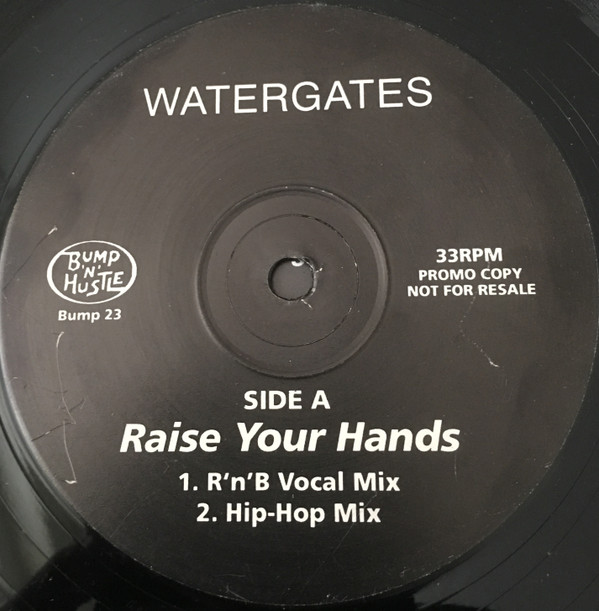 WATERGATES
BUMP
'N'
HUSTLE
Bump 23
33RPM
PROMO COPY
NOT FOR RESALE
SIDE A
Raise Your Hands
1. R'n'B Vocal Mix
2. Hip-Hop Mix